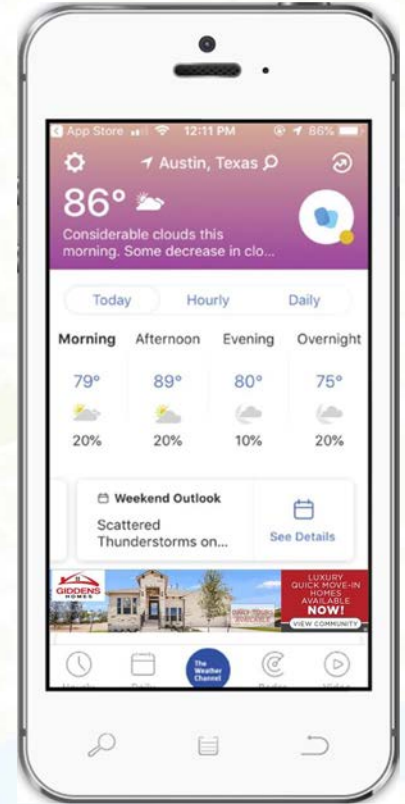 App Store 12:11 PM 86%
Austin, Texas
86°
Considerable clouds this
morning. Some decrease in clo...
Today Hourly Daily
Morning Afternoon Evening Overnight
79° 89° 80° 75°
20% 20% 10% 20%
Weekend Outlook
Scattered
Thunderstorms on...
See Details
GIDDENS
HOMES
LUXURY
QUICK MOVE-IN
HOMES
AVAILABLE
NOW!
VIEW COMMUNITY
The
Weather
Channel